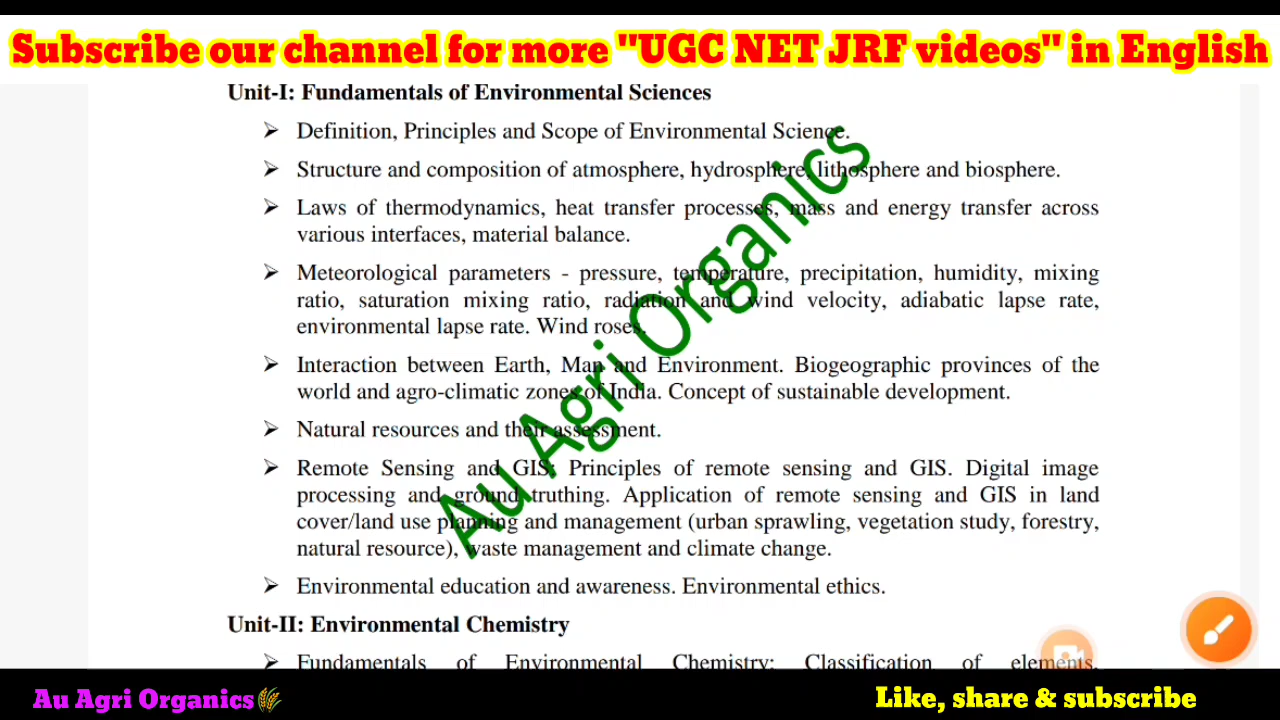 Subscribe our channel for more "UGC NET JRF videos" in English
Unit-I: Fundamentals of Environmental Sciences
➤ Definition, Principles and Scope of Environmental Science.
➤ Structure and composition of atmosphere, hydrosphere, lithosphere and biosphere.
➤ Laws of thermodynamics, heat transfer processes, mass and energy transfer across
various interfaces, material balance.
➤ Meteorological parameters - pressure, temperature, precipitation, humidity, mixing
ratio, saturation mixing ratio, radiation and wind velocity, adiabatic lapse rate,
environmental lapse rate. Wind roses.
➤ Interaction between Earth, Man and Environment. Biogeographic provinces of the
world and agro-climatic zones of India. Concept of sustainable development.
➤ Natural resources and their assessment.
➤ Remote Sensing and GIS: Principles of remote sensing and GIS. Digital image
processing and ground truthing. Application of remote sensing and GIS in land
cover/land use planning and management (urban sprawling, vegetation study, forestry,
natural resource), waste management and climate change.
➤ Environmental education and awareness. Environmental ethics.
Unit-II: Environmental Chemistry
➤ Fundamentals of Environmental Chemistry: Classification of elements,
Au Agri Organics
Au Agri Organics🌾
Like, share & subscribe